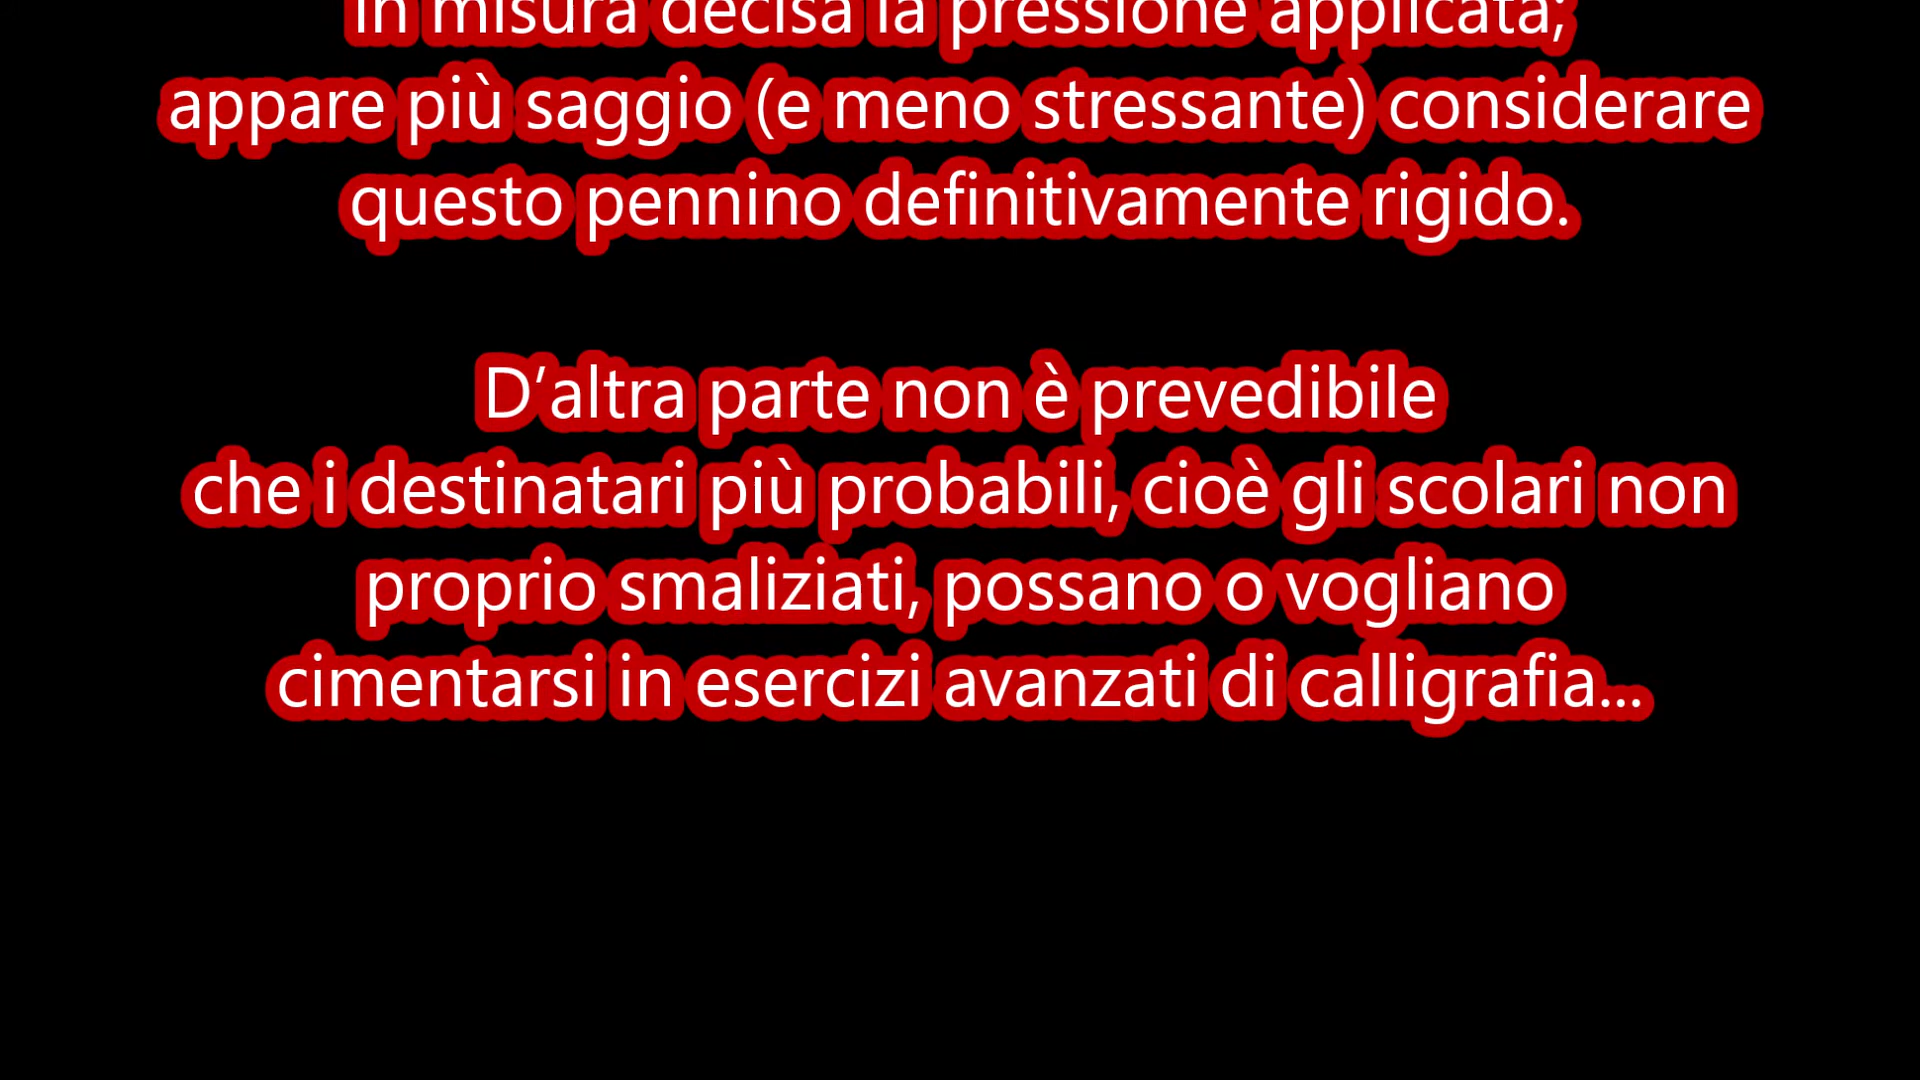 in misura decisa la pressione applicata;
appare più saggio (e meno stressante) considerare
questo pennino definitivamente rigido.
D’altra parte non è prevedibile
che i destinatari più probabili, cioè gli scolari non
proprio smaliziati, possano o vogliano
cimentarsi in esercizi avanzati di calligrafia...